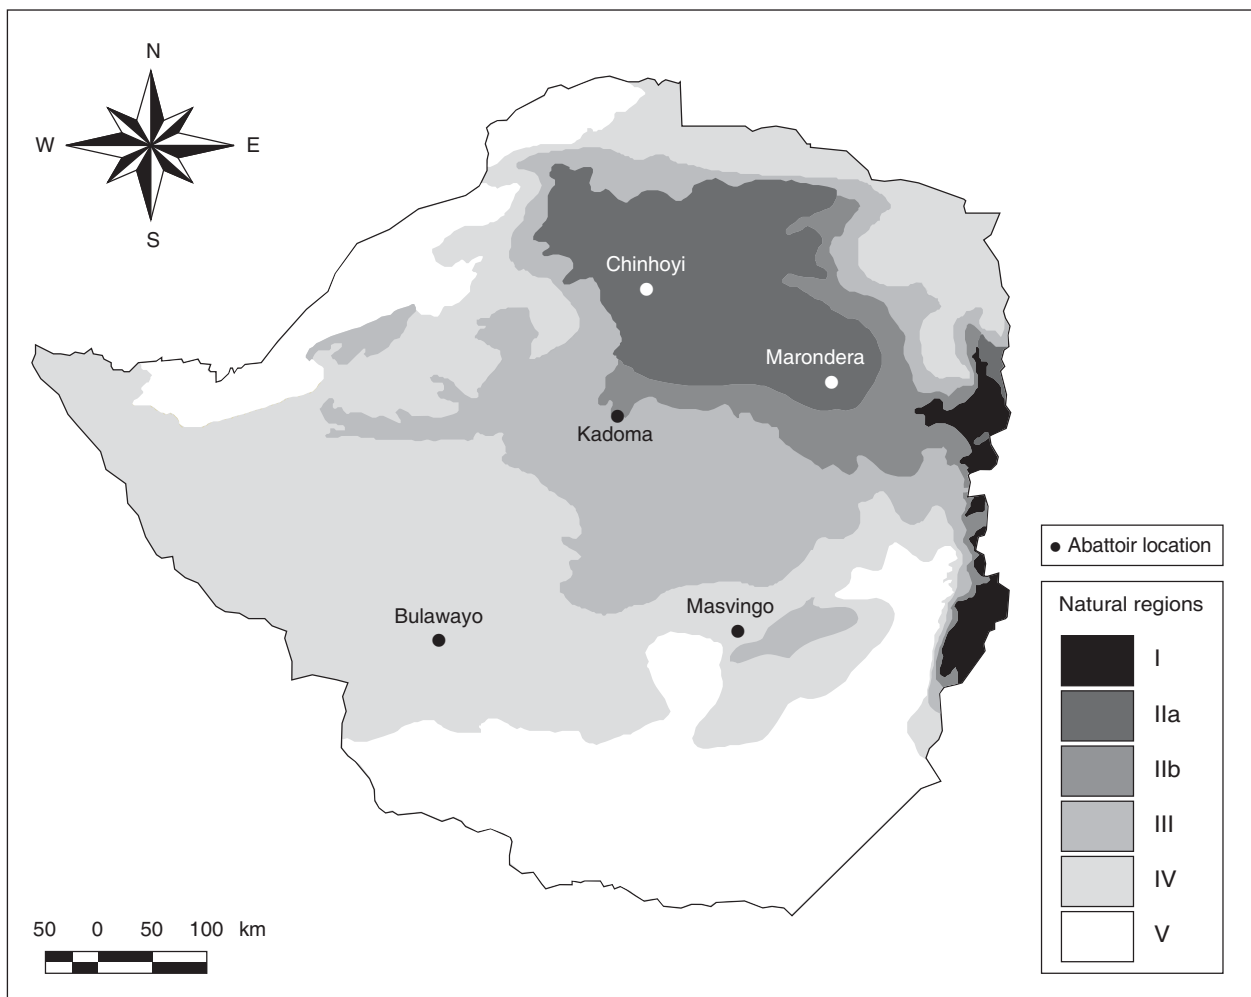 N
W E
S
Chinhoyi
Marondera
Kadoma
Bulawayo
Masvingo
Abattoir location
Natural regions
I
IIa
IIb
III
IV
V
50 0 50 100 km